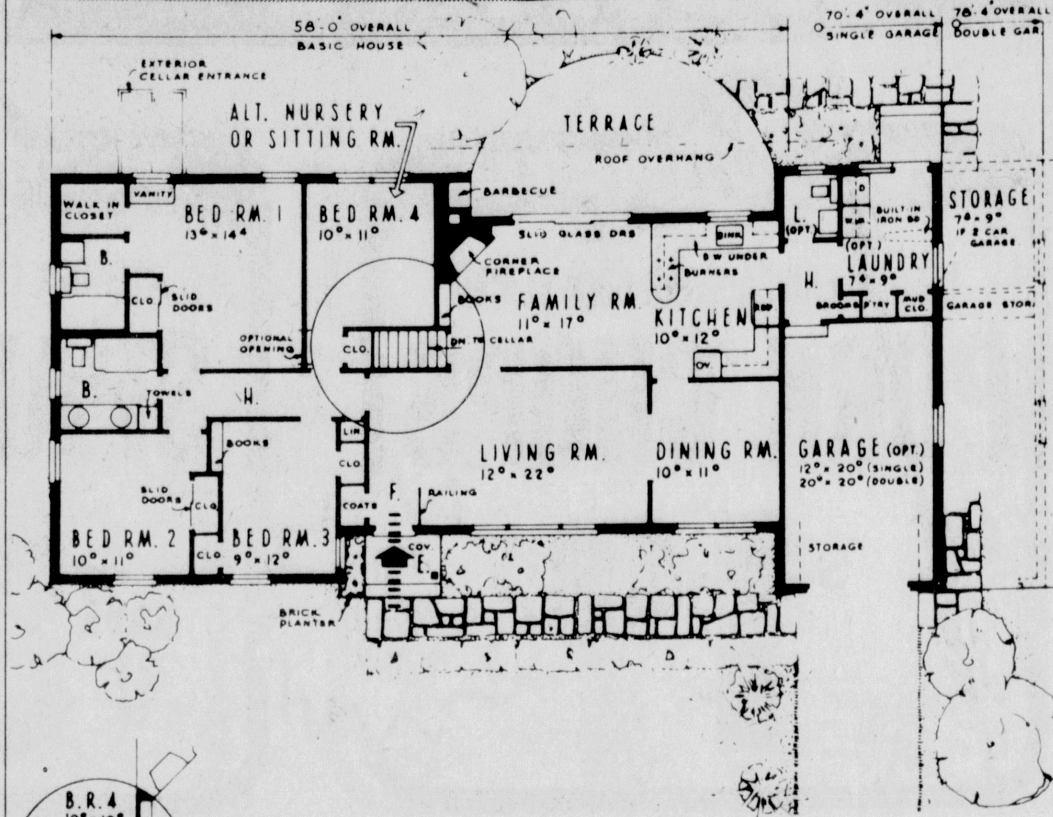 58'-0" OVERALL
BASIC HOUSE
70'-4" OVERALL
SINGLE GARAGE
78'-4" OVERALL
DOUBLE GAR.
EXTERIOR
CELLAR ENTRANCE
ALT. NURSERY
OR SITTING RM.
TERRACE
ROOF OVERHANG
BARBECUE
WALK IN
CLOSET
VANITY
BED RM. 1
13⁶ x 14⁴
BED RM. 4
10⁰ x 11⁰
SLID GLASS DRS
SINK
D W UNDER
BURNERS
L.
(OPT.)
D
BUILT-IN
IRON BD
(OPT.)
LAUNDRY
7⁴ x 9⁰
STORAGE
7⁴ x 9⁰
IF 2 CAR
GARAGE
B.
CLO.
SLID
DOORS
CORNER
FIREPLACE
BOOKS
FAMILY RM.
11⁰ x 17⁰
KITCHEN
10⁰ x 12⁰
H.
BROOMS
P'TRY
MUD
CLO
GARAGE STOR.
OPTIONAL
OPENING
CLO.
DN. TO CELLAR
OV.
B.
TOWELS
H.
BOOKS
LIN.
CLO.
COATS
LIVING RM.
12⁰ x 22⁰
DINING RM.
10⁰ x 11⁰
GARAGE (OPT.)
12⁰ x 20⁰ (SINGLE)
20⁰ x 20⁰ (DOUBLE)
SLID
DOORS
CLO.
F.
RAILING
BED RM. 2
10⁰ x 11⁰
CLO.
BED RM. 3
9⁰ x 12⁰
COV.
E.
STORAGE
BRICK
PLANTER
B.R. 4